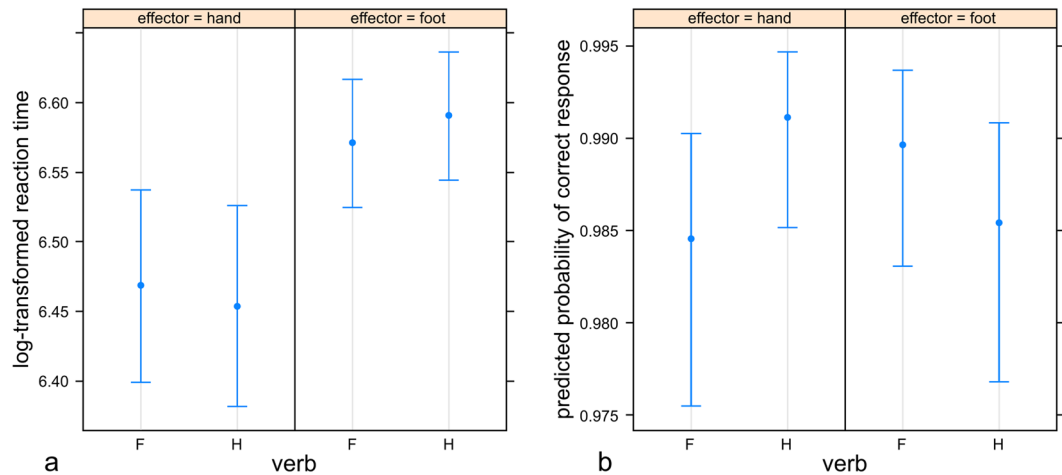 effector = hand
effector = foot
log-transformed reaction time
6.60
6.55
6.50
6.45
6.40
F
H
F
H
verb
a
effector = hand
effector = foot
predicted probability of correct response
0.995
0.990
0.985
0.980
0.975
F
H
F
H
verb
b